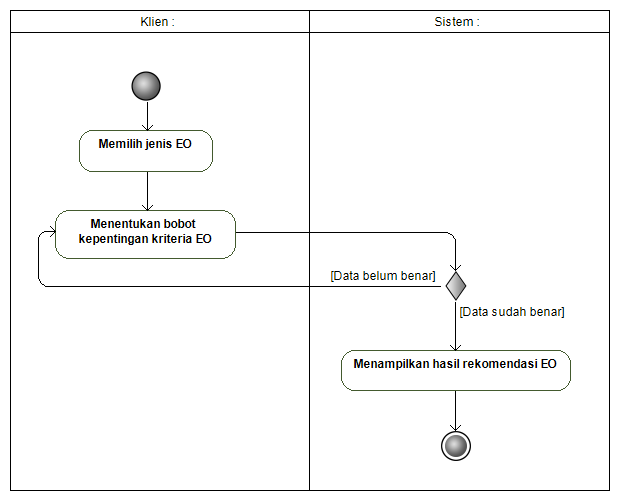 Klien :
Sistem :
Memilih jenis EO
Menentukan bobot
kepentingan kriteria EO
[Data belum benar]
[Data sudah benar]
Menampilkan hasil rekomendasi EO